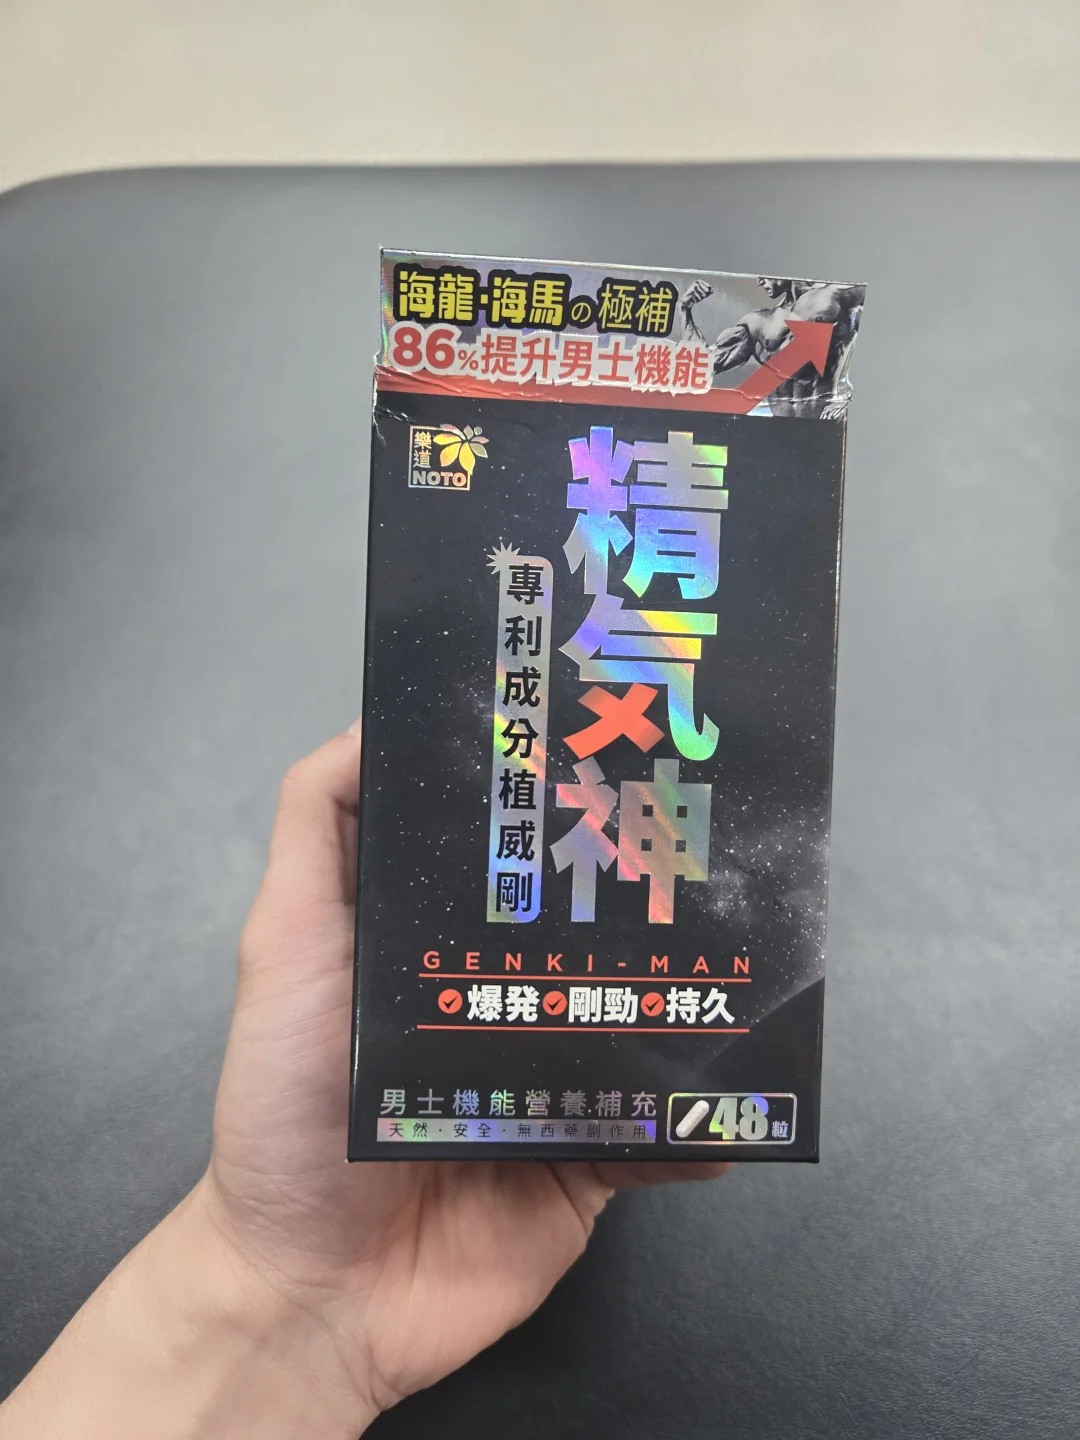 海龍·海馬の極補
86%提升男士機能
樂道
NOTO
精気神
專利成分植威剛
GENKI-MAN
爆発 剛勁 持久
男士機能營養補充
天然·安全·無西藥副作用
48粒